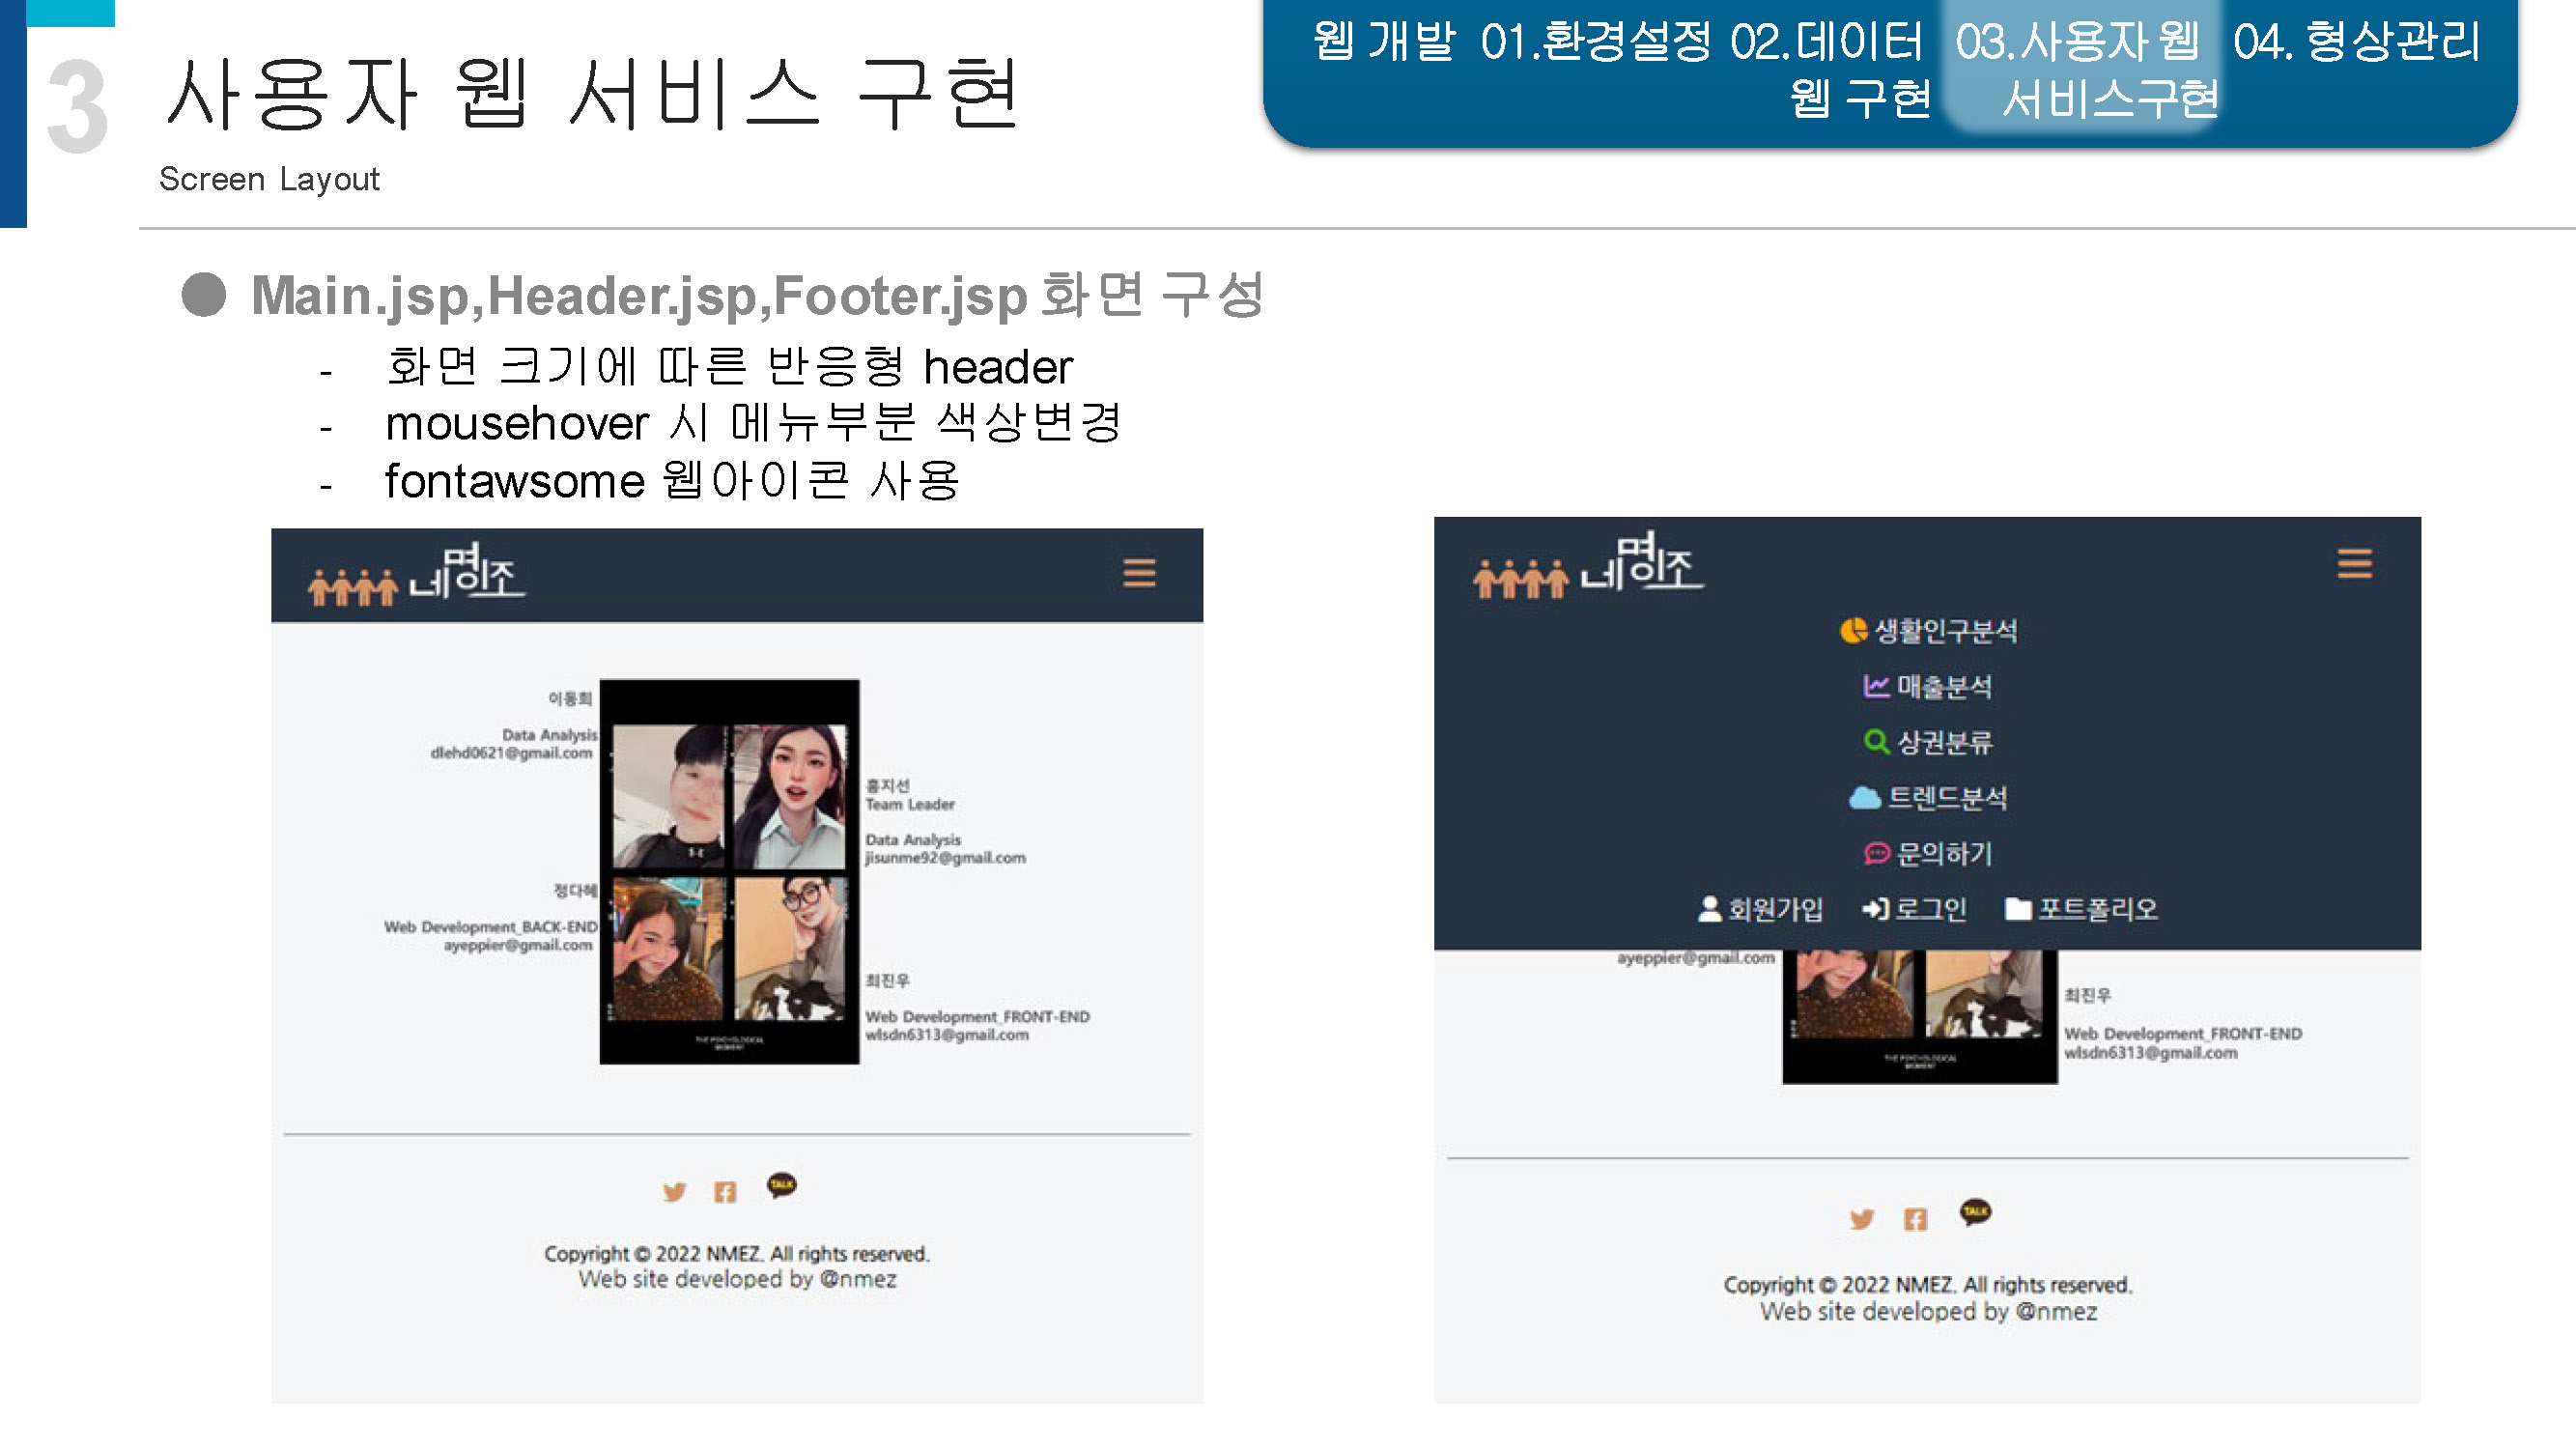 3
사용자 웹 서비스 구현
Screen Layout
웹 개발 01.환경설정 02.데이터 03.사용자 웹 04. 형상관리
웹 구현 서비스구현
Main.jsp,Header.jsp,Footer.jsp 화면 구성
- 화면 크기에 따른 반응형 header
- mousehover 시 메뉴부분 색상변경
- fontawsome 웹아이콘 사용
네명이조
이동희
Data Analysis
dlehd0621@gmail.com
홍지선
Team Leader
Data Analysis
jisunme92@gmail.com
정다혜
Web Development_BACK-END
ayeppier@gmail.com
최진우
Web Development_FRONT-END
wlsdn6313@gmail.com
THE PSYCHOLOGICAL
MOMENT
TALK
Copyright © 2022 NMEZ. All rights reserved.
Web site developed by @nmez
네명이조
생활인구분석
매출분석
상권분류
트렌드분석
문의하기
회원가입 로그인 포트폴리오
ayeppier@gmail.com
최진우
Web Development_FRONT-END
wlsdn6313@gmail.com
THE PSYCHOLOGICAL
MOMENT
TALK
Copyright © 2022 NMEZ. All rights reserved.
Web site developed by @nmez